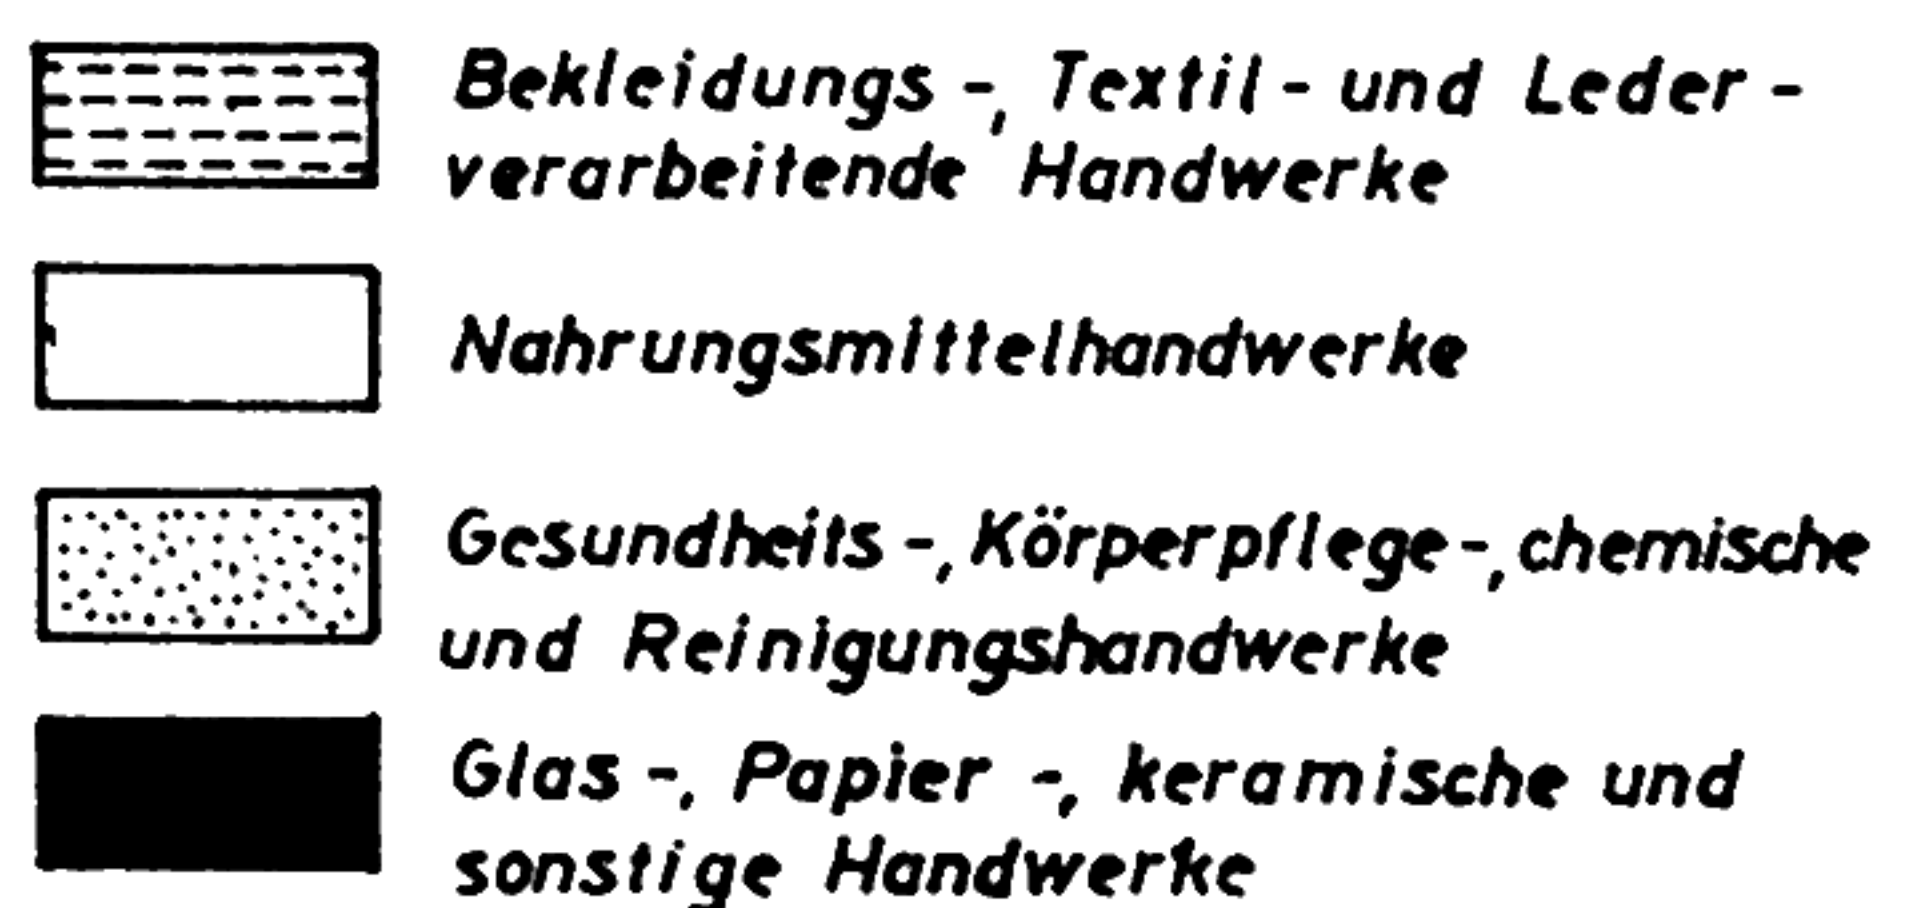 Bekleidungs-, Textil- und Leder-
verarbeitende Handwerke
Nahrungsmittelhandwerke
Gesundheits-, Körperpflege-, chemische
und Reinigungshandwerke
Glas-, Papier-, keramische und
sonstige Handwerke